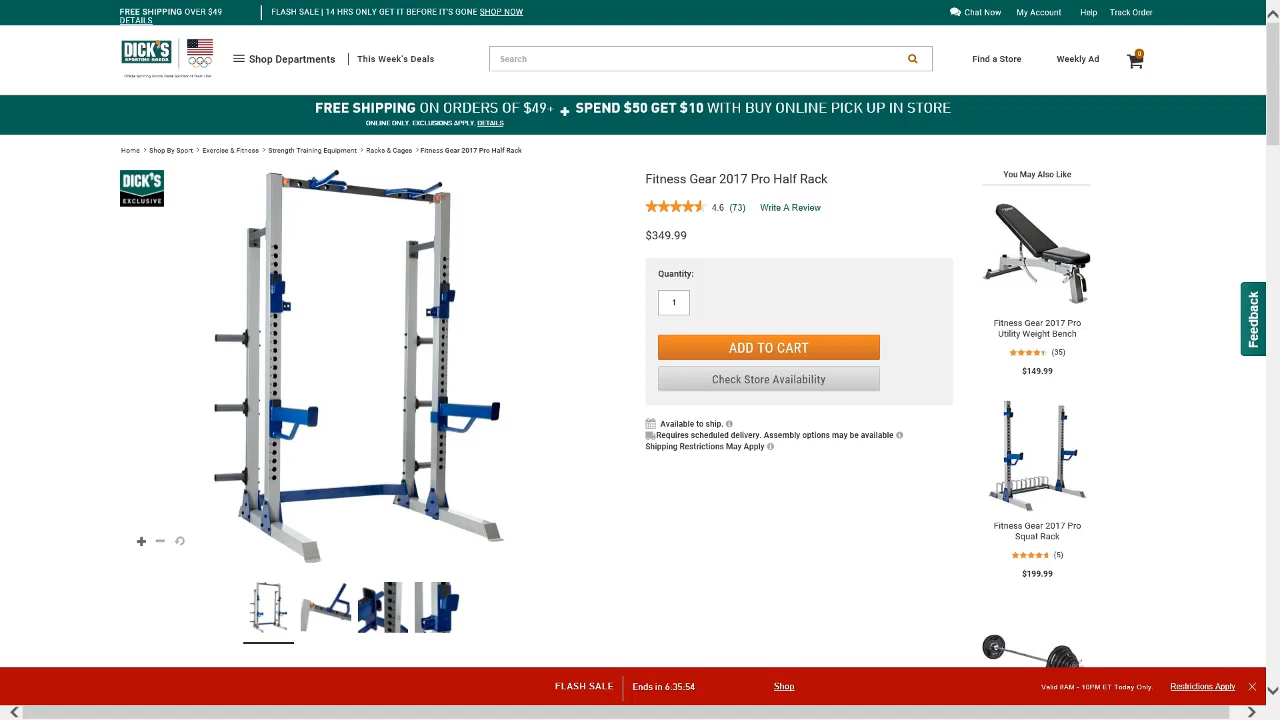 FREE SHIPPING OVER $49
DETAILS
FLASH SALE | 14 HRS ONLY GET IT BEFORE IT'S GONE SHOP NOW
Chat Now
My Account
Help
Track Order
DICK'S
SPORTING GOODS
Shop Departments
This Week's Deals
Search
Find a Store
Weekly Ad
0
FREE SHIPPING ON ORDERS OF $49+ + SPEND $50 GET $10 WITH BUY ONLINE PICK UP IN STORE
ONLINE ONLY. EXCLUSIONS APPLY. DETAILS
Home > Shop By Sport > Exercise & Fitness > Strength Training Equipment > Racks & Cages > Fitness Gear 2017 Pro Half Rack
DICK'S
EXCLUSIVE
Fitness Gear 2017 Pro Half Rack
4.6 (73) Write A Review
$349.99
Quantity:
1
ADD TO CART
Check Store Availability
Available to ship.
Requires scheduled delivery. Assembly options may be available
Shipping Restrictions May Apply
You May Also Like
Fitness Gear 2017 Pro
Utility Weight Bench
(35)
$149.99
Fitness Gear 2017 Pro
Squat Rack
(5)
$199.99
Feedback
FLASH SALE
Ends in 6:35:54
Shop
Valid 8AM - 10PM ET Today Only.
Restrictions Apply